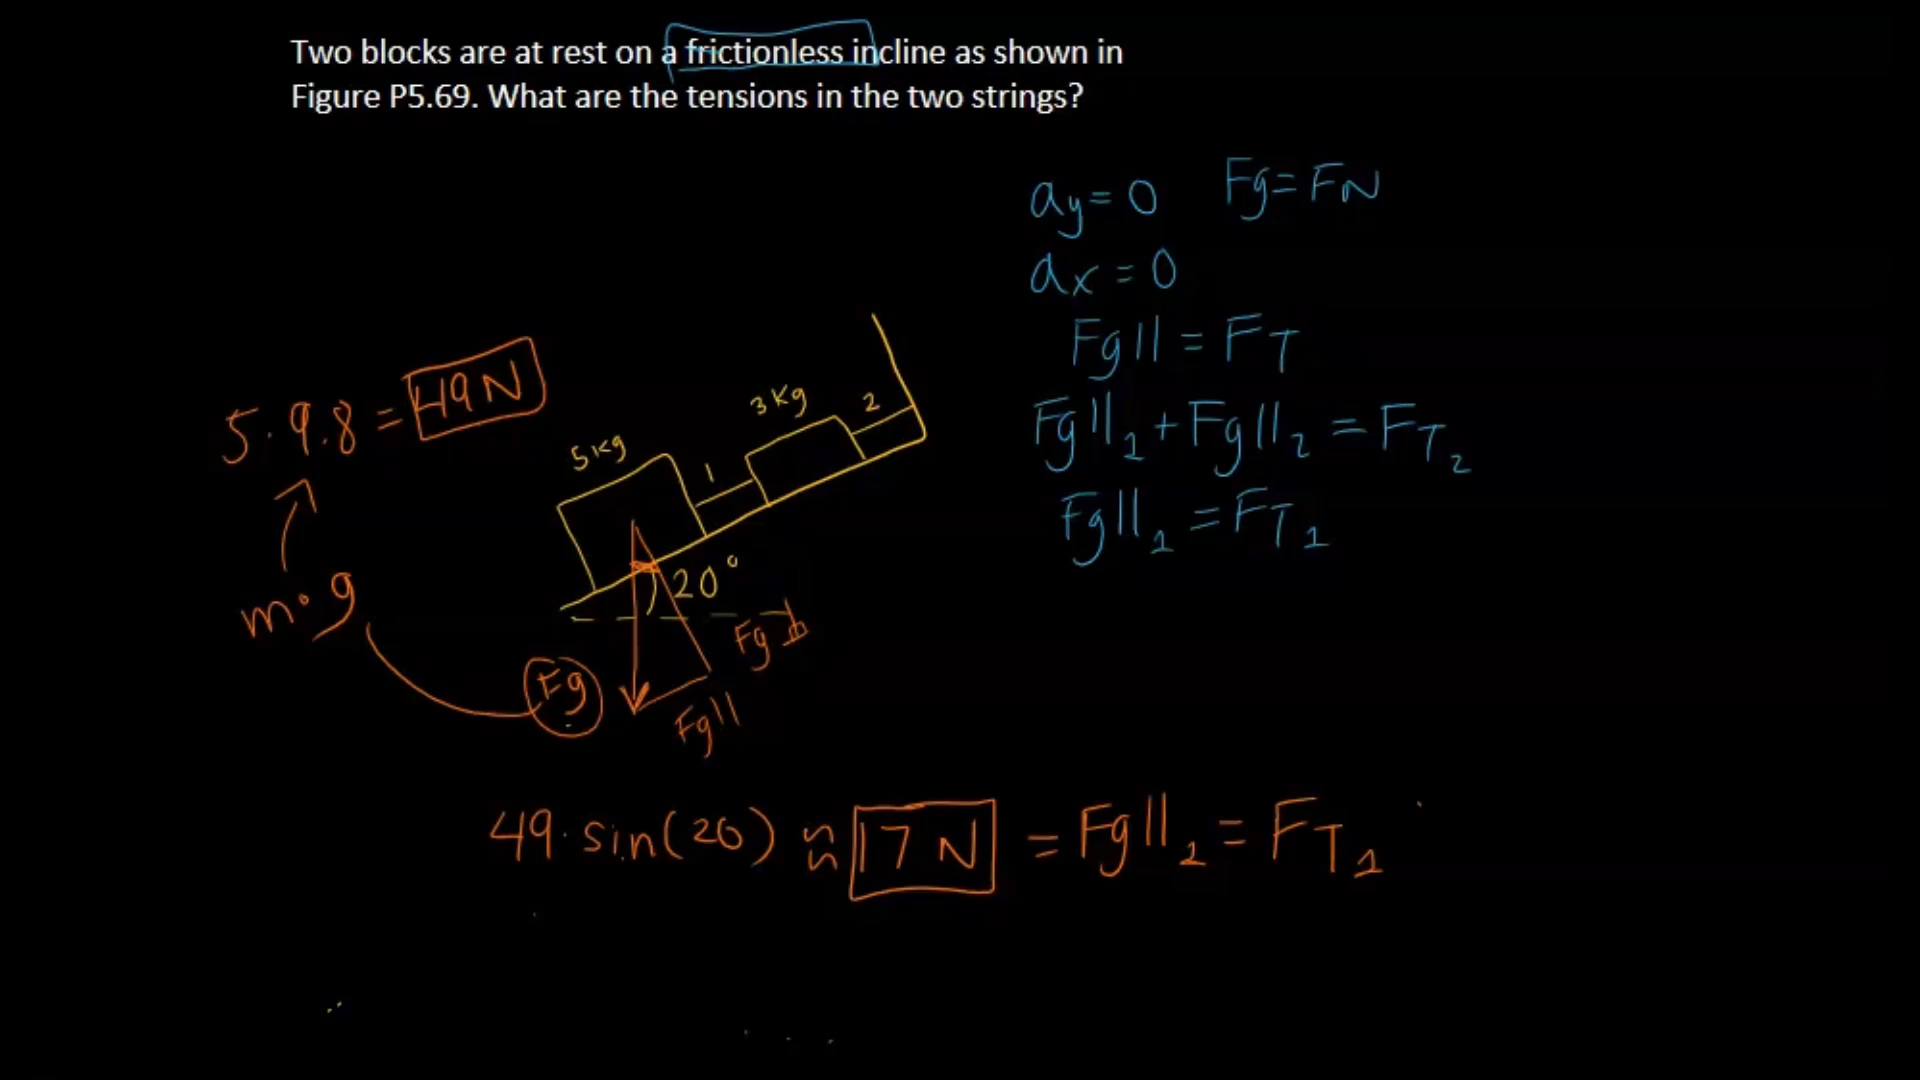 Two blocks are at rest on a frictionless incline as shown in
Figure P5.69. What are the tensions in the two strings?
ay = 0 Fg = FN
ax = 0
Fg|| = FT
Fg||₁ + Fg||₂ = FT₂
Fg||₁ = FT₁
5·9.8 = 49N
m·g
5kg
1
3kg
2
20°
Fg
Fg⊥
Fg||
49·sin(20) ≈ 17 N = Fg||₁ = FT₁